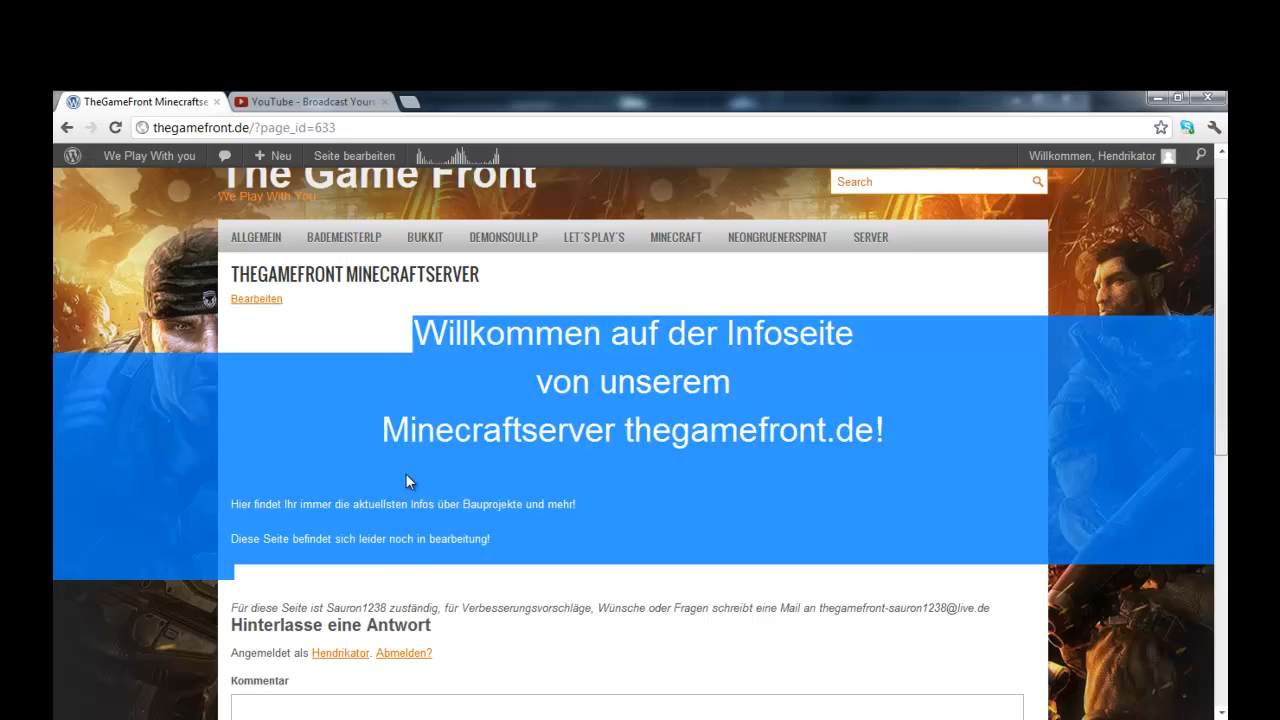 TheGameFront Minecraftse
YouTube - Broadcast Yours
thegamefront.de/?page_id=633
We Play With you
Neu
Seite bearbeiten
Willkommen, Hendrikator
The Game Front
We Play With You
Search
ALLGEMEIN BADEMEISTERLP BUKKIT DEMONSOULLP LET´S PLAY´S MINECRAFT NEONGRUENERSPINAT SERVER
THEGAMEFRONT MINECRAFTSERVER
Bearbeiten
Willkommen auf der Infoseite
von unserem
Minecraftserver thegamefront.de!
Hier findet Ihr immer die aktuellsten Infos über Bauprojekte und mehr!
Diese Seite befindet sich leider noch in bearbeitung!
Für diese Seite ist Sauron1238 zuständig, für Verbesserungsvorschläge, Wünsche oder Fragen schreibt eine Mail an thegamefront-sauron1238@live.de
Hinterlasse eine Antwort
Angemeldet als Hendrikator. Abmelden?
Kommentar